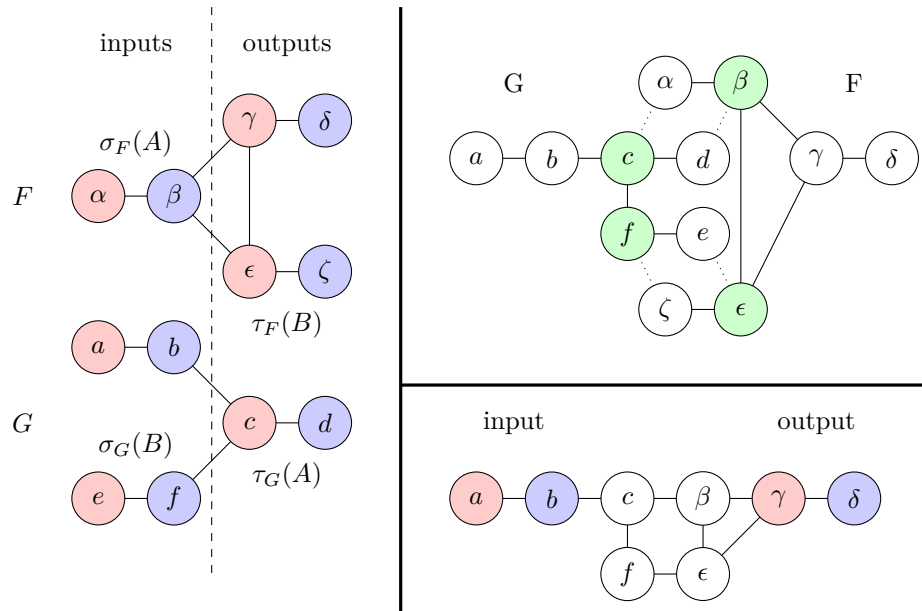 inputs outputs
γ δ
σ_F(A)
F α β
ϵ ζ
τ_F(B)
a b
G c d
σ_G(B) τ_G(A)
e f
α β
G F
a b c d γ δ
f e
ζ ϵ
input output
a b c β γ δ
f ϵ